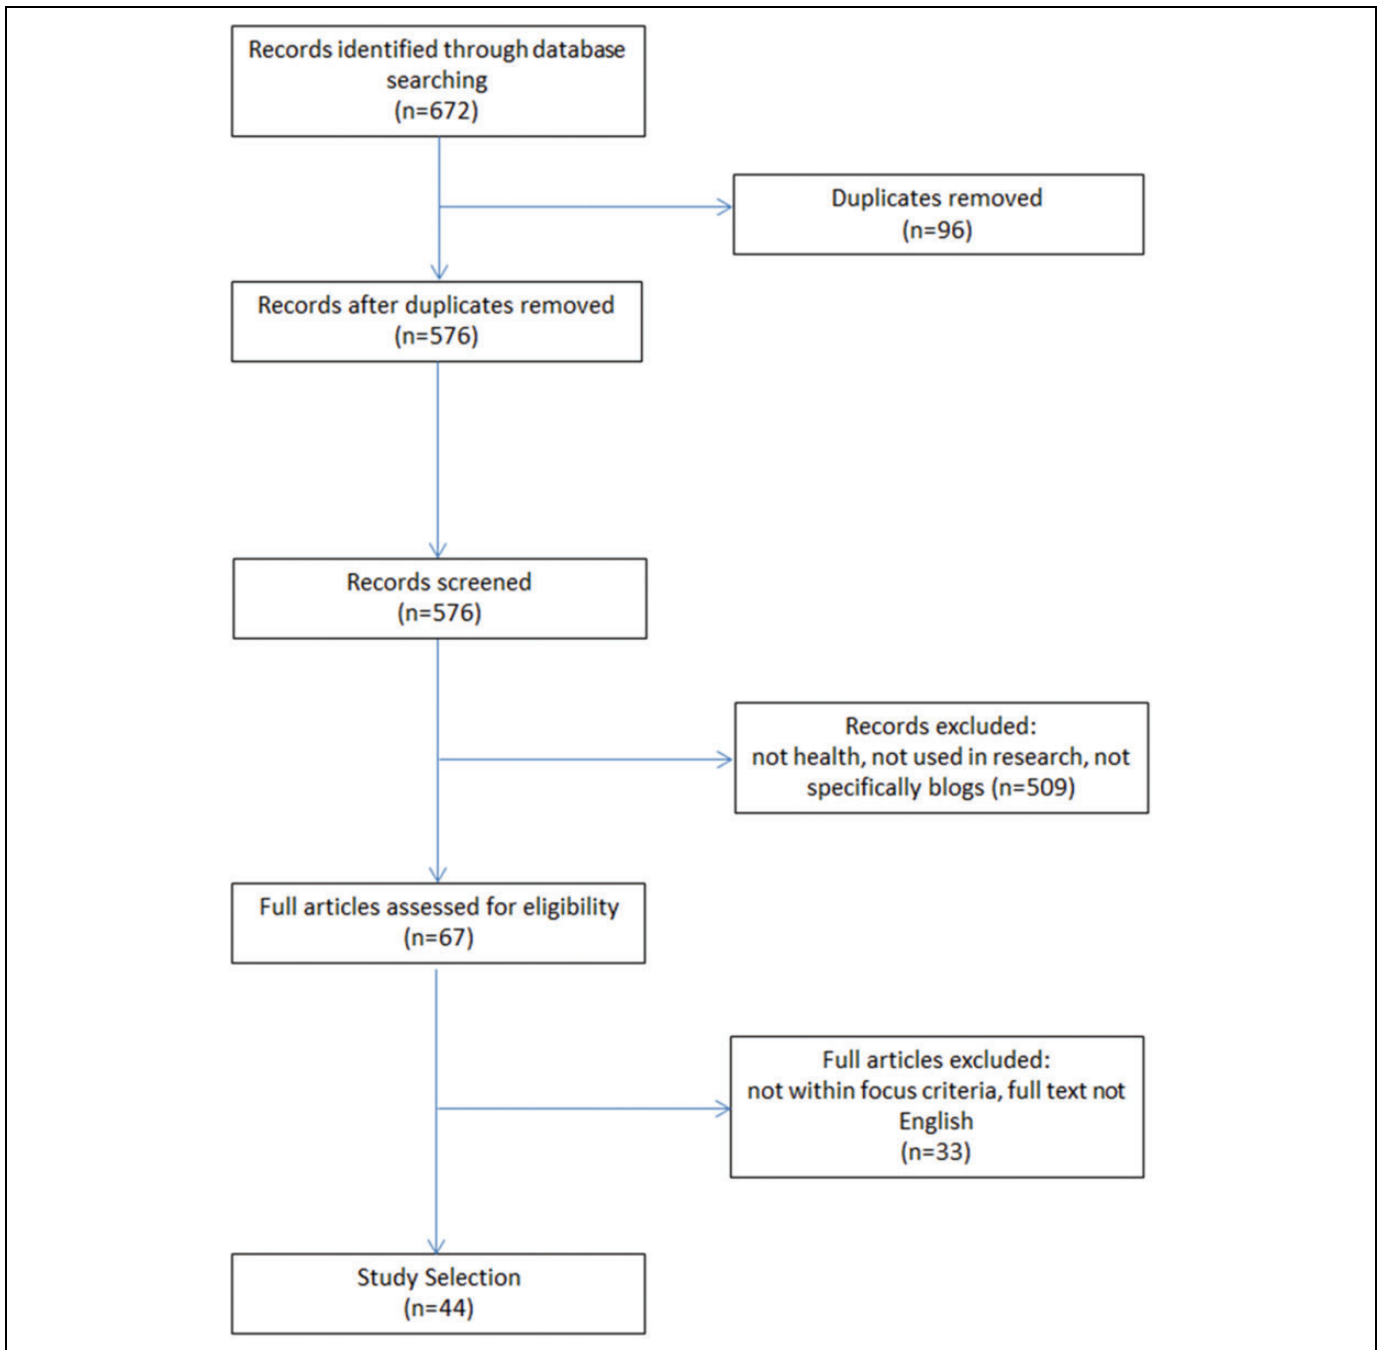 Records identified through database
searching
(n=672)
Duplicates removed
(n=96)
Records after duplicates removed
(n=576)
Records screened
(n=576)
Records excluded:
not health, not used in research, not
specifically blogs (n=509)
Full articles assessed for eligibility
(n=67)
Full articles excluded:
not within focus criteria, full text not
English
(n=33)
Study Selection
(n=44)